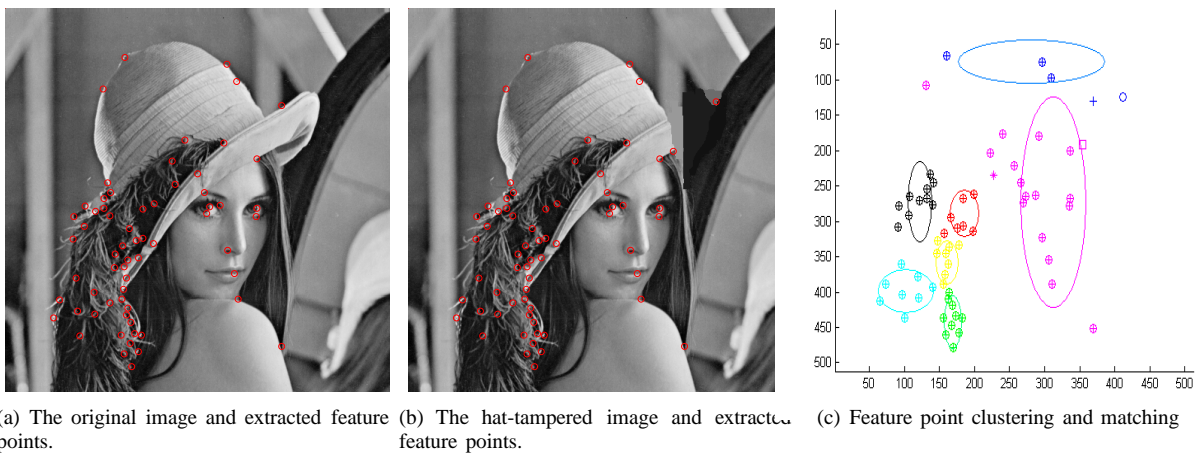 50
100
150
200
250
300
350
400
450
500
50 100 150 200 250 300 350 400 450 500
(a) The original image and extracted feature points.
(b) The hat-tampered image and extracted feature points.
(c) Feature point clustering and matching